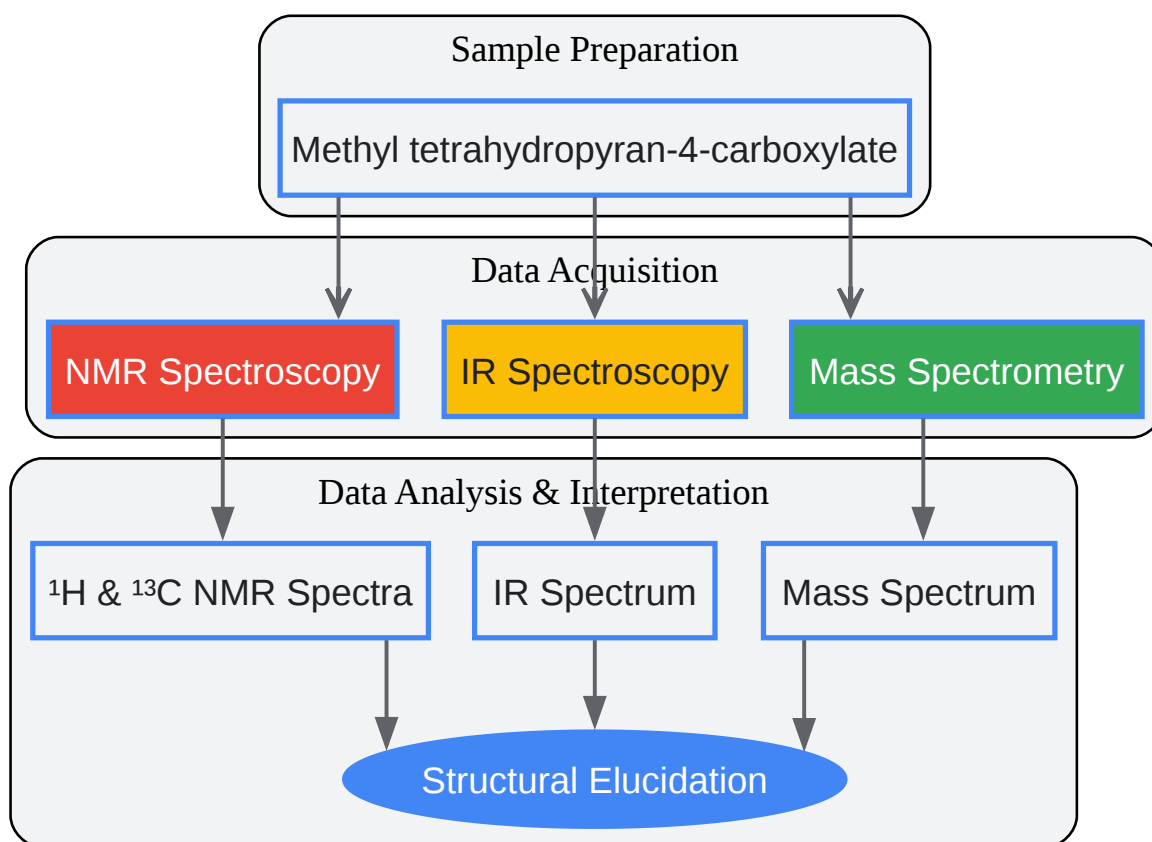 Sample Preparation
Methyl tetrahydropyran-4-carboxylate
Data Acquisition
NMR Spectroscopy
IR Spectroscopy
Mass Spectrometry
Data Analysis & Interpretation
¹H & ¹³C NMR Spectra
IR Spectrum
Mass Spectrum
Structural Elucidation